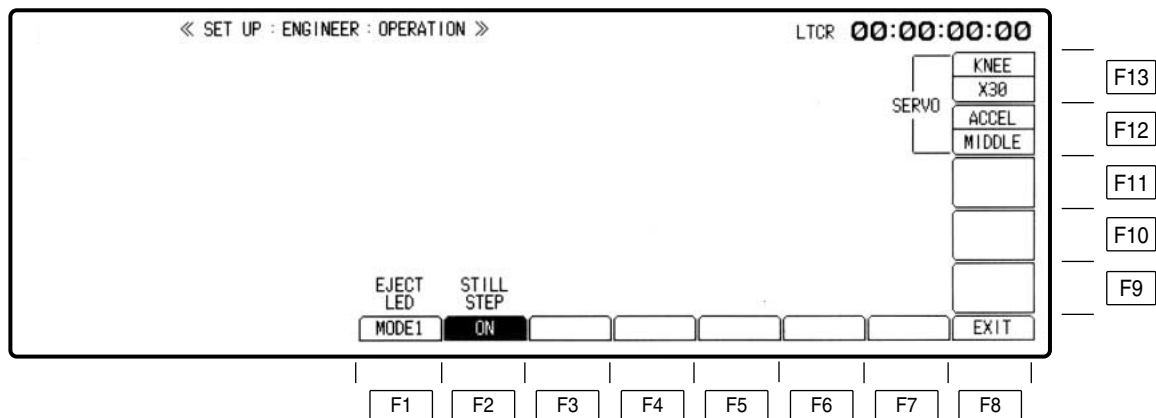 ≪ SET UP : ENGINEER : OPERATION ≫ LTCR 00:00:00:00
KNEE
X30
F13
SERVO
ACCEL
MIDDLE
F12
F11
F10
F9
EJECT LED
STILL STEP
MODE1 ON EXIT
F1 F2 F3 F4 F5 F6 F7 F8